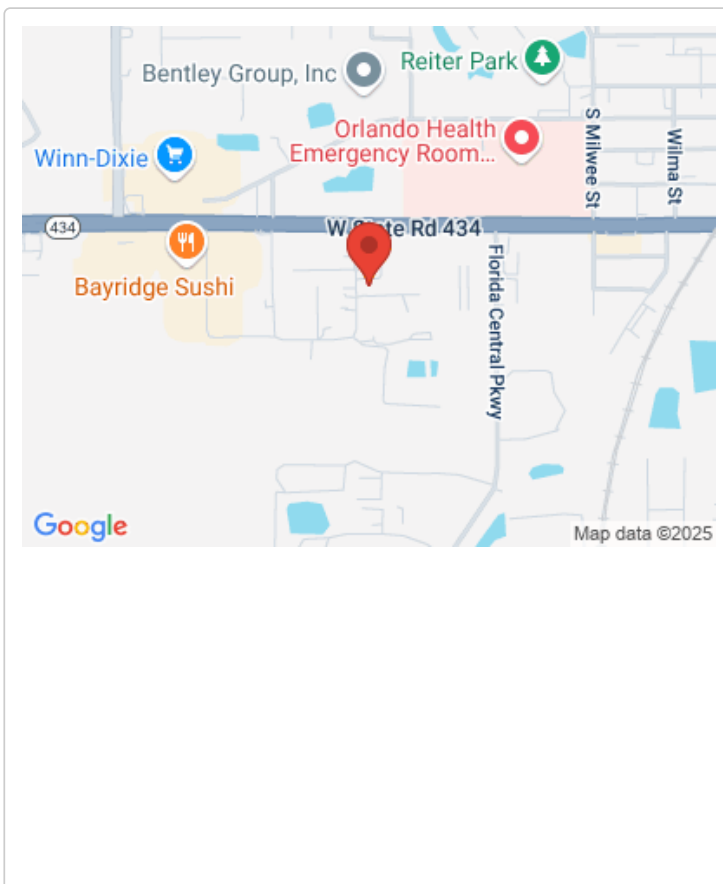 Bentley Group, Inc
Reiter Park
Orlando Health
Emergency Room...
S Milwee St
Wilma St
Winn-Dixie
434
W State Rd 434
Bayridge Sushi
Florida Central Pkwy
Google
Map data ©2025